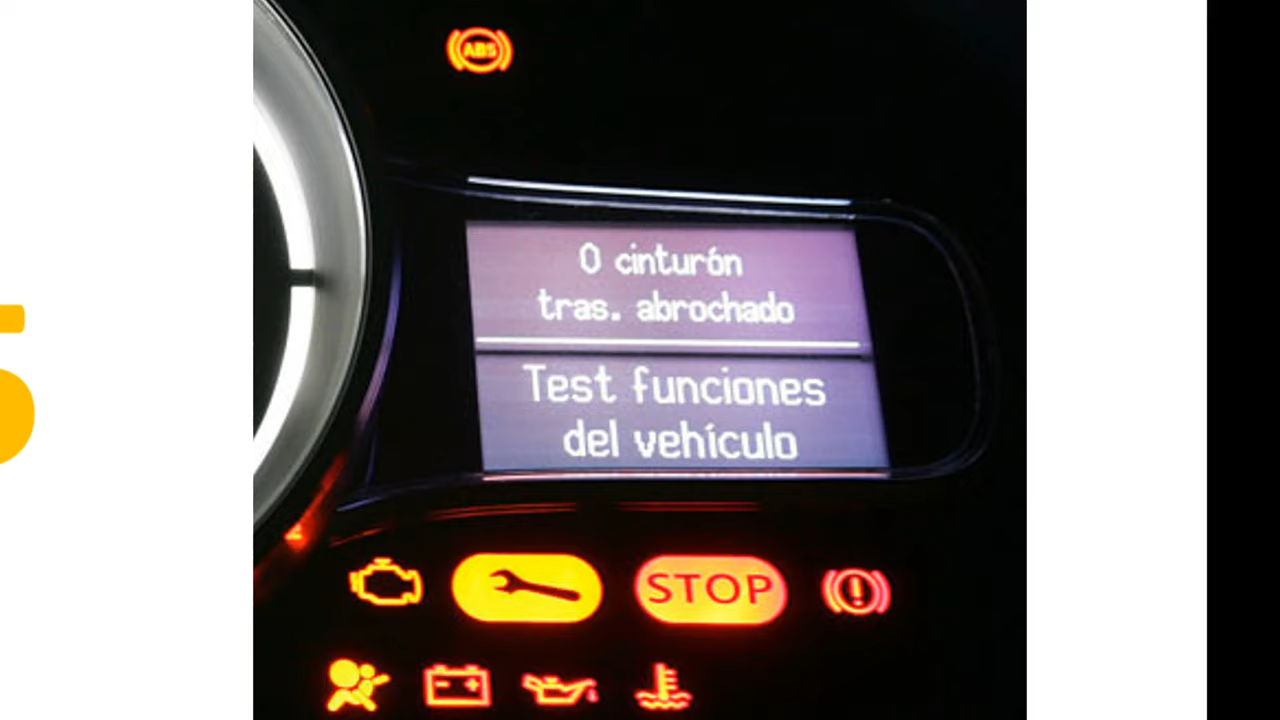 ABS
0 cinturón
tras. abrochado
Test funciones
del vehículo
STOP